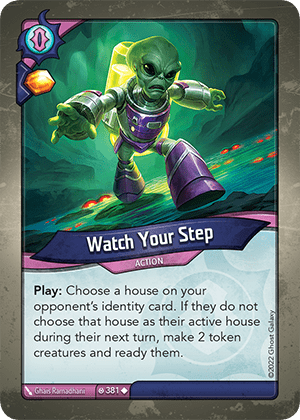 Watch Your Step
ACTION
Play: Choose a house on your
opponent's identity card. If they do not
choose that house as their active house
during their next turn, make 2 token
creatures and ready them.
Ghais Ramadhani
381
©2022 Ghost Galaxy